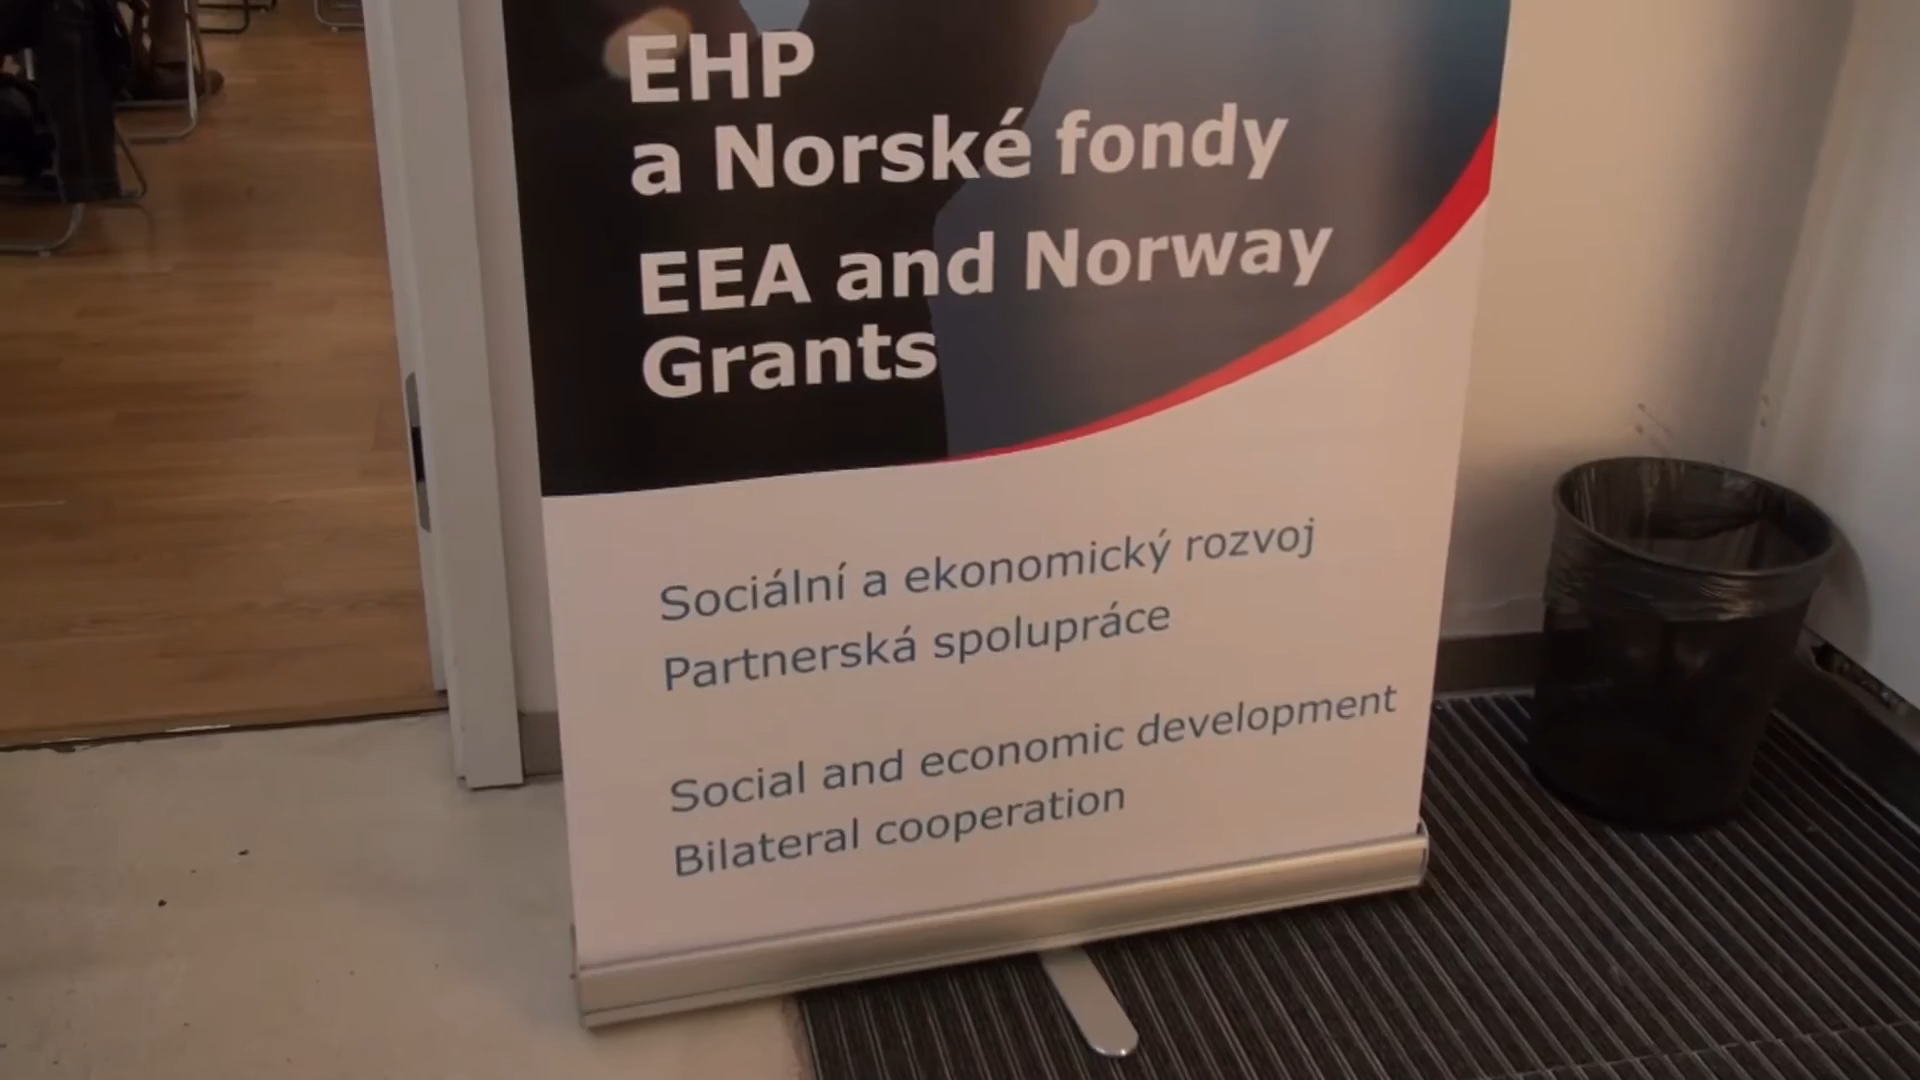 EHP
a Norské fondy
EEA and Norway
Grants
Sociální a ekonomický rozvoj
Partnerská spolupráce
Social and economic development
Bilateral cooperation